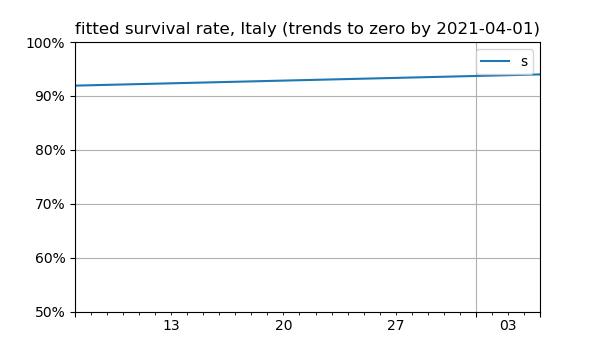 fitted survival rate, Italy (trends to zero by 2021-04-01)
100%
s
90%
80%
70%
60%
50%
13 20 27 03